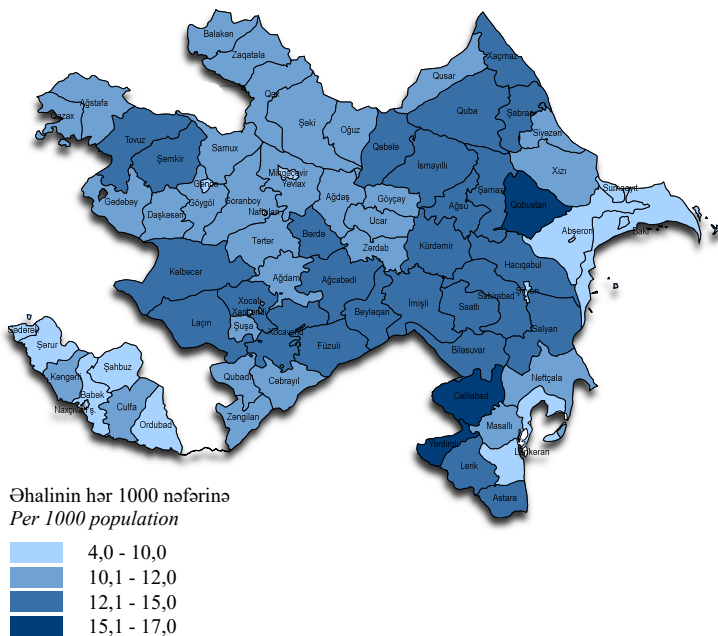 Balakən
Zaqatala
Qax
Şəki
Oğuz
Qusar
Xaçmaz
Quba
Şabran
Siyəzən
Xızı
Ağstafa
Qazax
Tovuz
Şəmkir
Samux
Gəncə
Mingəçevir
Yevlax
Qəbələ
İsmayıllı
Şamaxı
Qobustan
Sumqayıt
Abşeron
Bakı
Gədəbəy
Daşkəsən
Göygöl
Goranboy
Naftalan
Ağdaş
Göyçay
Ucar
Zərdab
Ağsu
Kürdəmir
Hacıqabul
Şirvan
Tərtər
Bərdə
Kəlbəcər
Ağdam
Ağcabədi
İmişli
Saatlı
Sabirabad
Salyan
Xocalı
Xankəndi
Şuşa
Laçın
Xocavənd
Füzuli
Beyləqan
Biləsuvar
Neftçala
Sədərək
Şərur
Kəngərli
Şahbuz
Babək
Naxçıvan ş.
Culfa
Ordubad
Qubadlı
Cəbrayıl
Zəngilan
Cəlilabad
Masallı
Yardımlı
Lerik
Lənkəran
Astara
Əhalinin hər 1000 nəfərinə
Per 1000 population
4,0 - 10,0
10,1 - 12,0
12,1 - 15,0
15,1 - 17,0